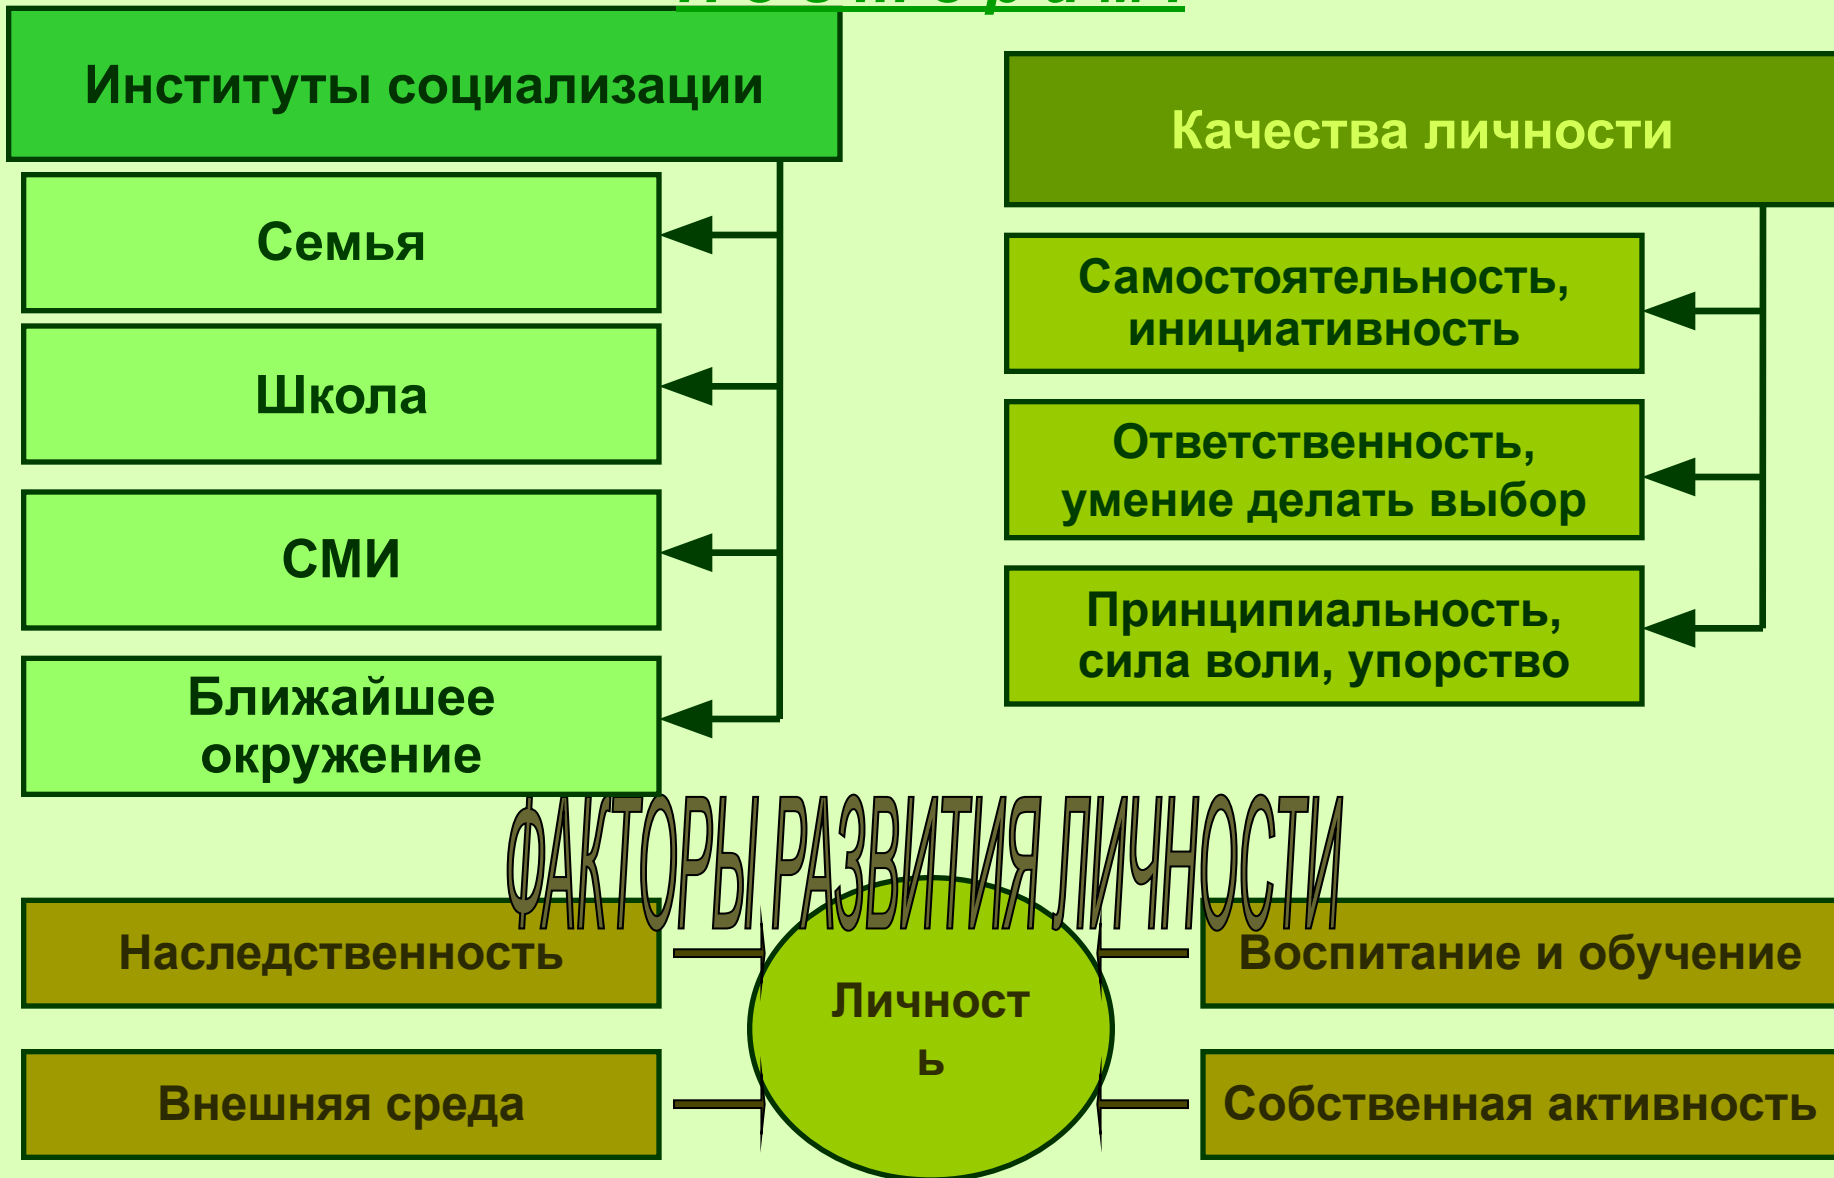 Институты социализации
Семья
Школа
СМИ
Ближайшее
окружение
Качества личности
Самостоятельность,
инициативность
Ответственность,
умение делать выбор
Принципиальность,
сила воли, упорство
ФАКТОРЫ РАЗВИТИЯ ЛИЧНОСТИ
Наследственность
Внешняя среда
Личност
ь
Воспитание и обучение
Собственная активность